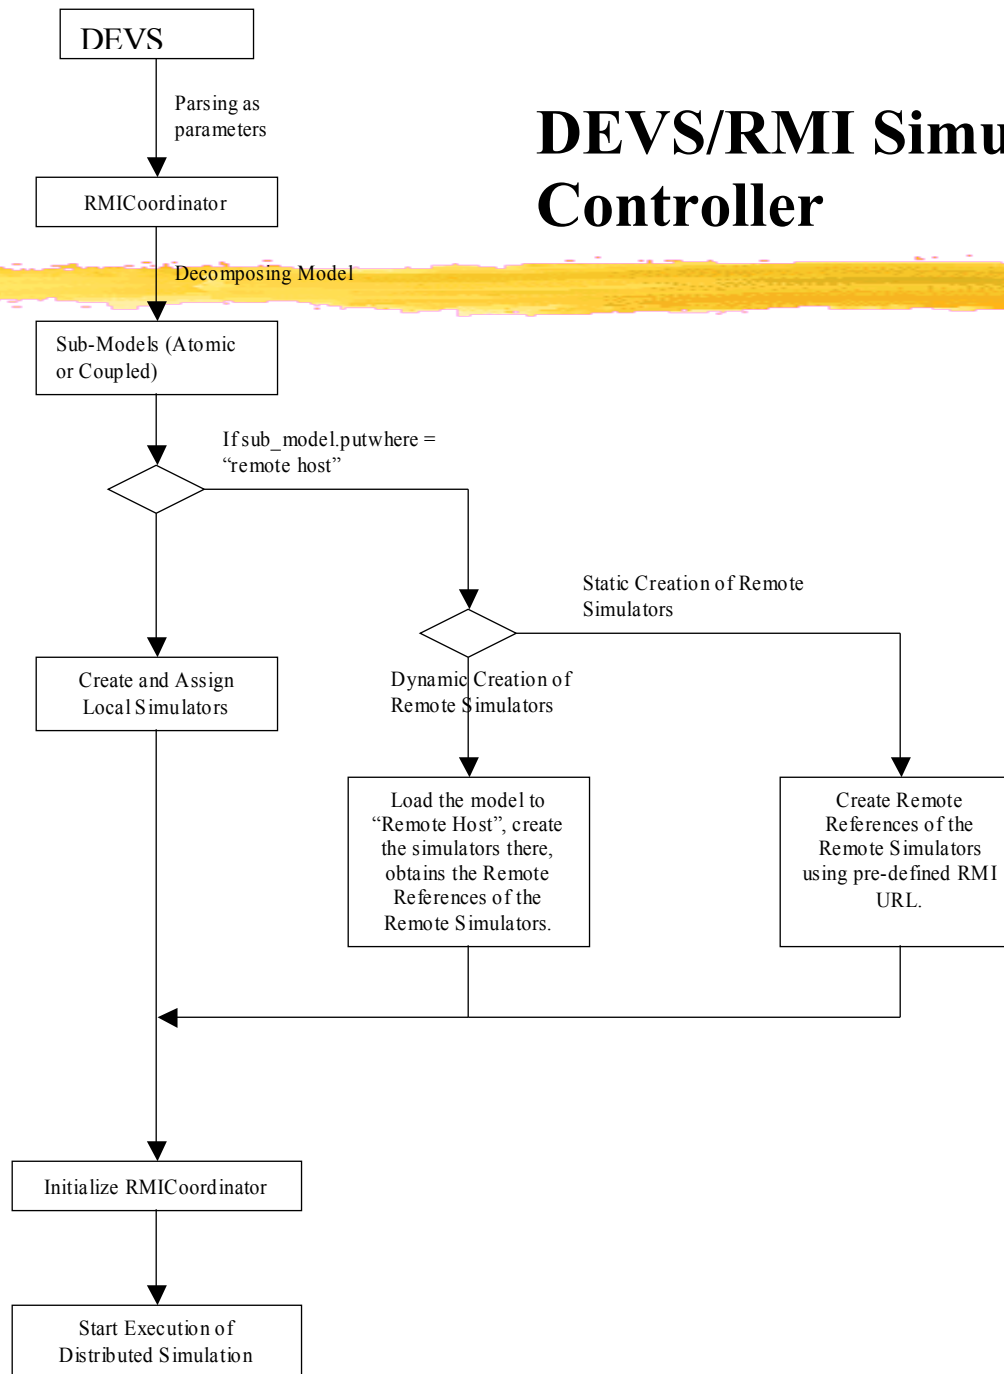 DEVS
Parsing as
parameters
DEVS/RMI
Controller
RMICoordinator
Decomposing Model
Sub-Models (Atomic
or Coupled)
If sub_model.putwhere =
“remote host”
Static Creation of Remote
Simulators
Dynamic Creation of
Remote Simulators
Create and Assign
Local Simulators
Load the model to
“Remote Host”, create
the simulators there,
obtains the Remote
References of the
Remote Simulators.
Create Remote
References of the
Remote Simulators
using pre-defined RMI
URL.
Initialize RMICoordinator
Start Execution of
Distributed Simulation